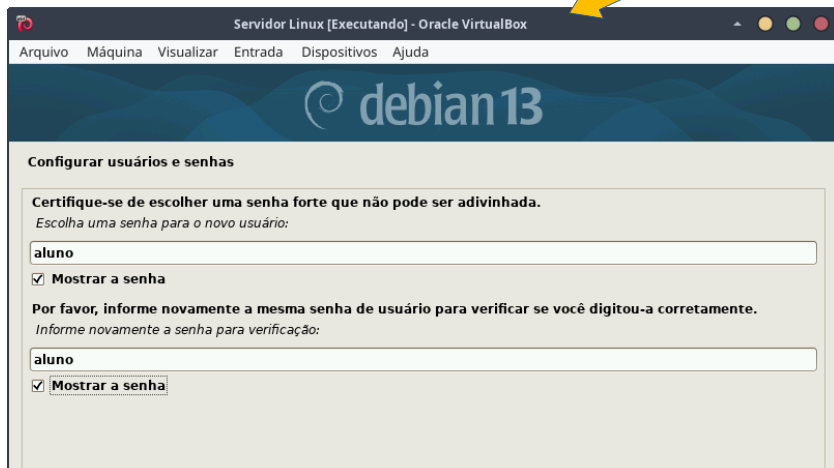 Servidor Linux [Executando] - Oracle VirtualBox
Arquivo Máquina Visualizar Entrada Dispositivos Ajuda
debian 13
Configurar usuários e senhas
Certifique-se de escolher uma senha forte que não pode ser adivinhada.
Escolha uma senha para o novo usuário:
aluno
Mostrar a senha
Por favor, informe novamente a mesma senha de usuário para verificar se você digitou-a corretamente.
Informe novamente a senha para verificação:
aluno
Mostrar a senha